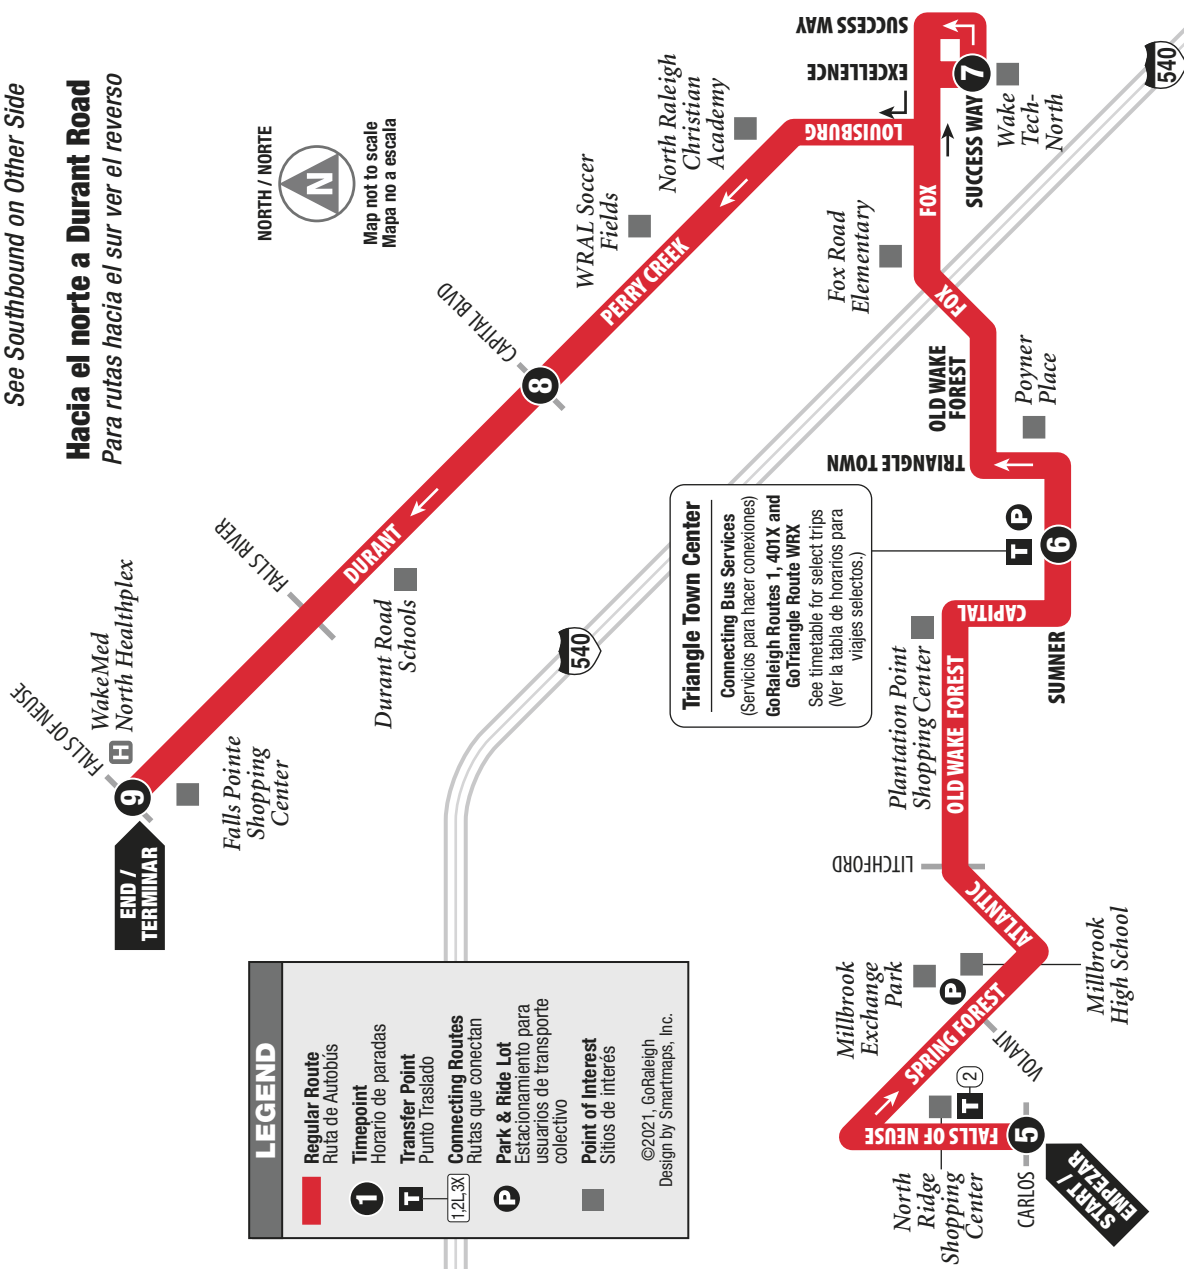 See Southbound on Other Side
Hacia el norte a Durant Road
Para rutas hacia el sur ver el reverso
NORTH / NORTE
N
Map not to scale
Mapa no a escala
LEGEND
Regular Route
Ruta de Autobús
1
Timepoint
Horario de paradas
T
Transfer Point
Punto Traslado
1,2L,3X
Connecting Routes
Rutas que conectan
P
Park & Ride Lot
Estacionamiento para
usuarios de transporte
colectivo
Point of Interest
Sitios de interés
©2021, GoRaleigh
Design by Smartmaps, Inc.
END /
TERMINAR
9
FALLS OF NEUSE
H
WakeMed
North Healthplex
Falls Pointe
Shopping
Center
FALLS RIVER
DURANT
Durant Road
Schools
8
CAPITAL BLVD
PERRY CREEK
WRAL Soccer
Fields
North Raleigh
Christian
Academy
LOUISBURG
EXCELLENCE
SUCCESS WAY
7
SUCCESS WAY
Wake
Tech-
North
540
540
FOX
Fox Road
Elementary
FOX
OLD WAKE
FOREST
Poyner
Place
TRIANGLE TOWN
Triangle Town Center
Connecting Bus Services
(Servicios para hacer conexiones)
GoRaleigh Routes 1, 401X and
GoTriangle Route WRX
See timetable for select trips
(Ver la tabla de horarios para
viajes selectos.)
T
P
6
SUMNER
CAPITAL
Plantation Point
Shopping Center
OLD WAKE FOREST
LITCHFORD
ATLANTIC
Millbrook
Exchange
Park
P
Millbrook
High School
SPRING FOREST
VOLANT
T
2
FALLS OF NEUSE
North
Ridge
Shopping
Center
CARLOS
5
START /
EMPEZAR